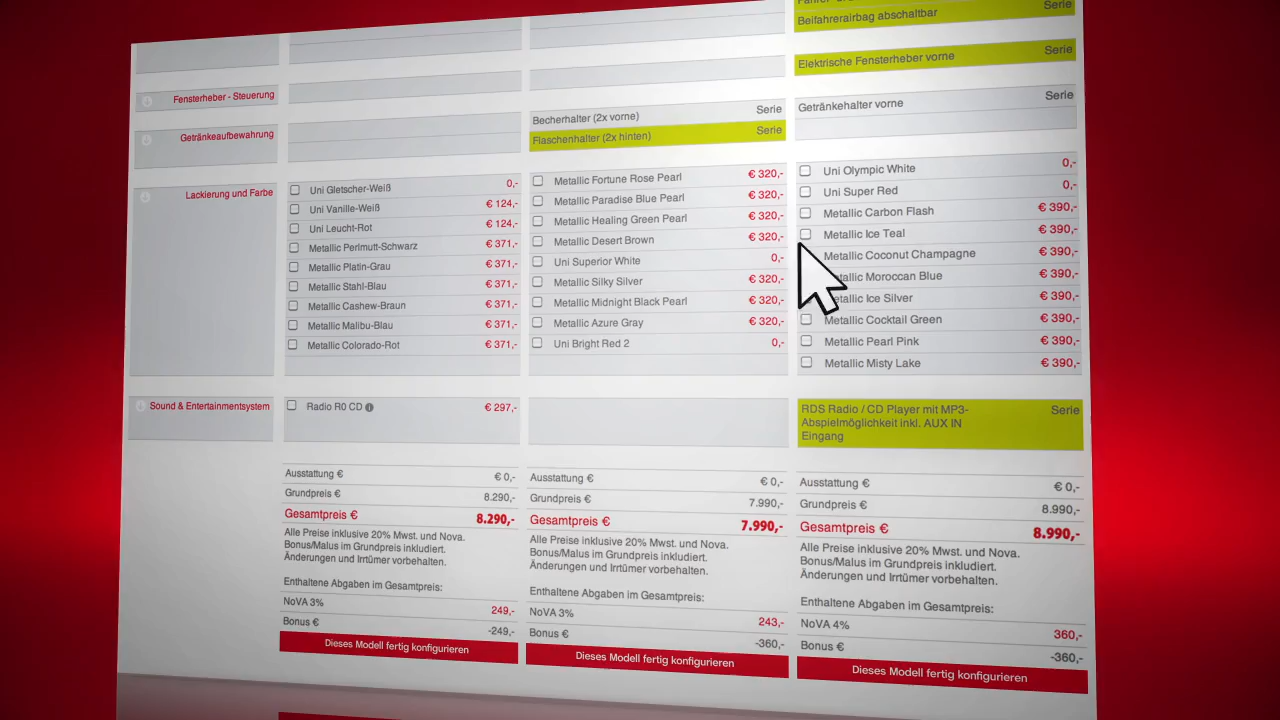 Beifahrerairbag abschaltbar Serie
Serie
Elektrische Fensterheber vorne Serie
Fensterheber - Steuerung
Getränkeaufbewahrung
Becherhalter (2x vorne) Serie
Flaschenhalter (2x hinten) Serie
Getränkehalter vorne Serie
Lackierung und Farbe
Uni Gletscher-Weiß 0,-
Uni Vanille-Weiß € 124,-
Uni Leucht-Rot € 124,-
Metallic Perlmutt-Schwarz € 371,-
Metallic Platin-Grau € 371,-
Metallic Stahl-Blau € 371,-
Metallic Cashew-Braun € 371,-
Metallic Malibu-Blau € 371,-
Metallic Colorado-Rot € 371,-
Metallic Fortune Rose Pearl € 320,-
Metallic Paradise Blue Pearl € 320,-
Metallic Healing Green Pearl € 320,-
Metallic Desert Brown € 320,-
Uni Superior White 0,-
Metallic Silky Silver € 320,-
Metallic Midnight Black Pearl € 320,-
Metallic Azure Gray € 320,-
Uni Bright Red 2 0,-
Uni Olympic White 0,-
Uni Super Red 0,-
Metallic Carbon Flash € 390,-
Metallic Ice Teal € 390,-
Metallic Coconut Champagne € 390,-
Moroccan Blue € 390,-
Ice Silver € 390,-
Metallic Cocktail Green € 390,-
Metallic Pearl Pink € 390,-
Metallic Misty Lake € 390,-
Sound & Entertainmentsystem
Radio R0 CD € 297,-
RDS Radio / CD Player mit MP3- Serie
Abspielmöglichkeit inkl. AUX IN
Eingang
Ausstattung € € 0,-
Grundpreis € 8.290,-
Gesamtpreis € 8.290,-
Alle Preise inklusive 20% Mwst. und Nova.
Bonus/Malus im Grundpreis inkludiert.
Änderungen und Irrtümer vorbehalten.
Enthaltene Abgaben im Gesamtpreis:
NoVA 3% 249,-
Bonus € -249,-
Dieses Modell fertig konfigurieren
Ausstattung € € 0,-
Grundpreis € 7.990,-
Gesamtpreis € 7.990,-
Alle Preise inklusive 20% Mwst. und Nova.
Bonus/Malus im Grundpreis inkludiert.
Änderungen und Irrtümer vorbehalten.
Enthaltene Abgaben im Gesamtpreis:
NoVA 3% 243,-
Bonus € -360,-
Dieses Modell fertig konfigurieren
Ausstattung € € 0,-
Grundpreis € 8.990,-
Gesamtpreis € 8.990,-
Alle Preise inklusive 20% Mwst. und Nova.
Bonus/Malus im Grundpreis inkludiert.
Änderungen und Irrtümer vorbehalten.
Enthaltene Abgaben im Gesamtpreis:
NoVA 4% 360,-
Bonus € -360,-
Dieses Modell fertig konfigurieren